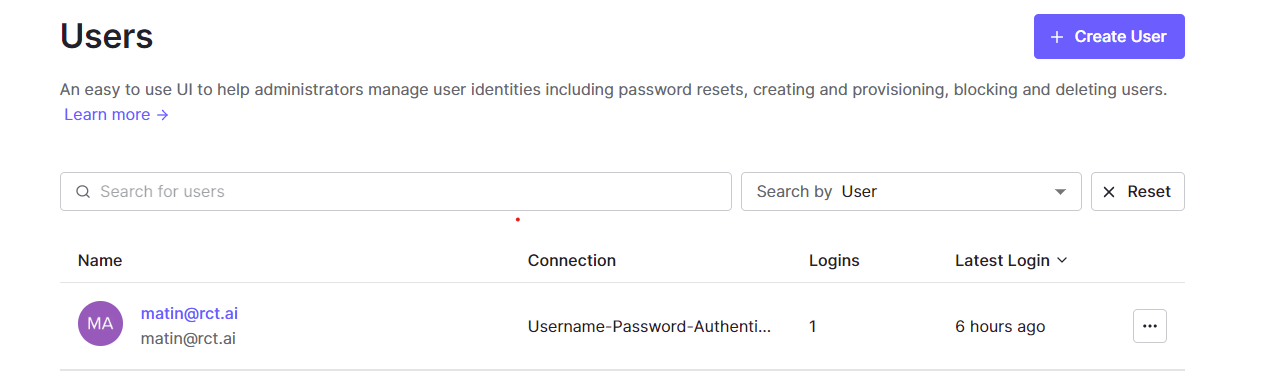 Users
+ Create User
An easy to use UI to help administrators manage user identities including password resets, creating and provisioning, blocking and deleting users.
Learn more →
Search for users
Search by User
Reset
Name
Connection
Logins
Latest Login
MA
matin@rct.ai
matin@rct.ai
Username-Password-Authenti...
1
6 hours ago